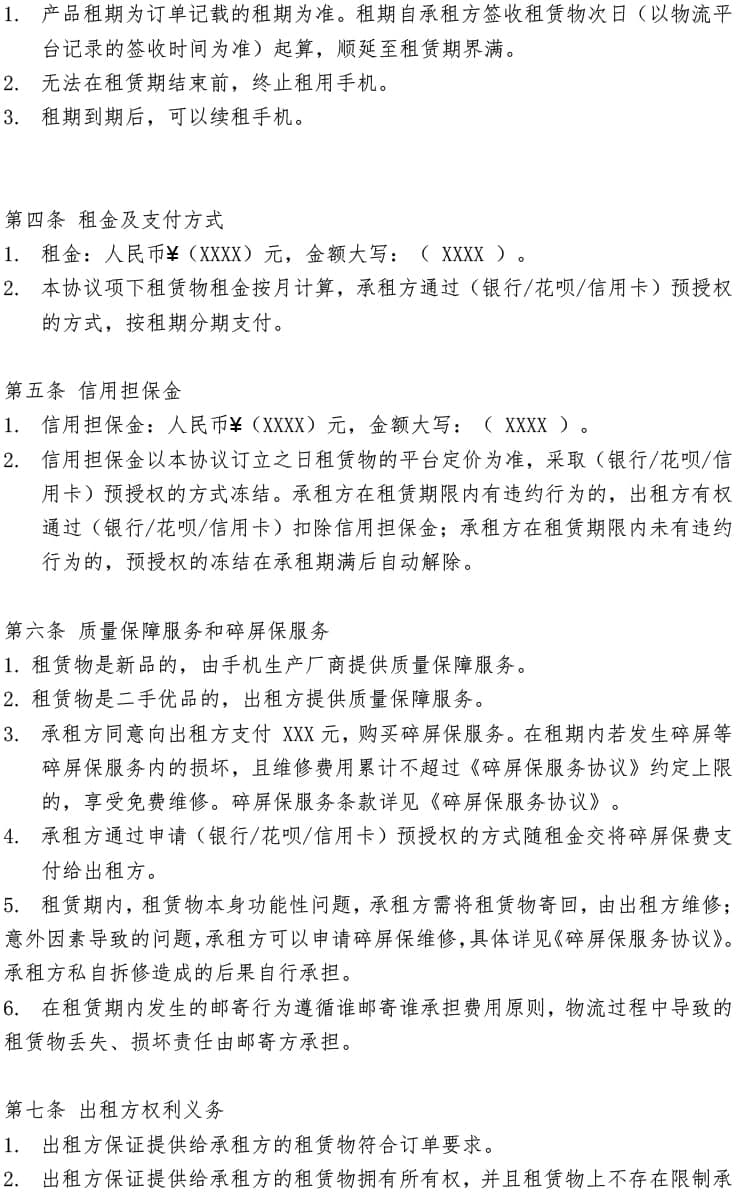 1. 产品租期为订单记载的租期为准。租期自承租方签收租赁物次日（以物流平
台记录的签收时间为准）起算，顺延至租赁期界满。
2. 无法在租赁期结束前，终止租用手机。
3. 租期到期后，可以续租手机。
第四条 租金及支付方式
1. 租金：人民币¥（XXXX）元，金额大写：（ XXXX ）。
2. 本协议项下租赁物租金按月计算，承租方通过（银行/花呗/信用卡）预授权
的方式，按租期分期支付。
第五条 信用担保金
1. 信用担保金：人民币¥（XXXX）元，金额大写：（ XXXX ）。
2. 信用担保金以本协议订立之日租赁物的平台定价为准，采取（银行/花呗/信
用卡）预授权的方式冻结。承租方在租赁期限内有违约行为的，出租方有权
通过（银行/花呗/信用卡）扣除信用担保金；承租方在租赁期限内未有违约
行为的，预授权的冻结在承租期满后自动解除。
第六条 质量保障服务和碎屏保服务
1. 租赁物是新品的，由手机生产厂商提供质量保障服务。
2. 租赁物是二手优品的，出租方提供质量保障服务。
3. 承租方同意向出租方支付 XXX 元，购买碎屏保服务。在租期内若发生碎屏等
碎屏保服务内的损坏，且维修费用累计不超过《碎屏保服务协议》约定上限
的，享受免费维修。碎屏保服务条款详见《碎屏保服务协议》。
4. 承租方通过申请（银行/花呗/信用卡）预授权的方式随租金交将碎屏保费支
付给出租方。
5. 租赁期内，租赁物本身功能性问题，承租方需将租赁物寄回，由出租方维修；
意外因素导致的问题，承租方可以申请碎屏保维修，具体详见《碎屏保服务协议》。
承租方私自拆修造成的后果自行承担。
6. 在租赁期内发生的邮寄行为遵循谁邮寄谁承担费用原则，物流过程中导致的
租赁物丢失、损坏责任由邮寄方承担。
第七条 出租方权利义务
1. 出租方保证提供给承租方的租赁物符合订单要求。
2. 出租方保证提供给承租方的租赁物拥有所有权，并且租赁物上不存在限制承